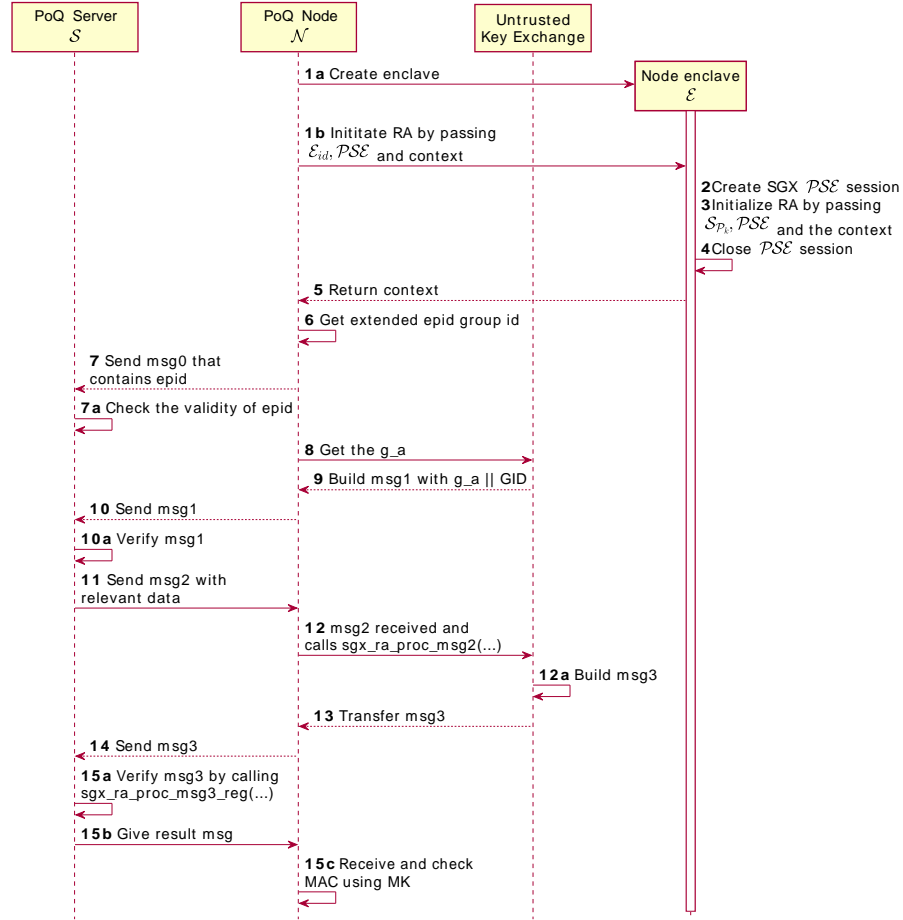 PoQ Server
𝒮
PoQ Node
𝒩
Untrusted
Key Exchange
1a Create enclave
Node enclave
ℰ
1b Inititate RA by passing
ℰ_{id}, 𝒫𝒮ℰ and context
2Create SGX 𝒫𝒮ℰ session
3Initialize RA by passing
𝒮_{𝒫_k}, 𝒫𝒮ℰ and the context
4Close 𝒫𝒮ℰ session
5 Return context
6 Get extended epid group id
7 Send msg0 that
contains epid
7a Check the validity of epid
8 Get the g_a
9 Build msg1 with g_a || GID
10 Send msg1
10a Verify msg1
11 Send msg2 with
relevant data
12 msg2 received and
calls sgx_ra_proc_msg2(...)
12a Build msg3
13 Transfer msg3
14 Send msg3
15a Verify msg3 by calling
sgx_ra_proc_msg3_reg(...)
15b Give result msg
15c Receive and check
MAC using MK